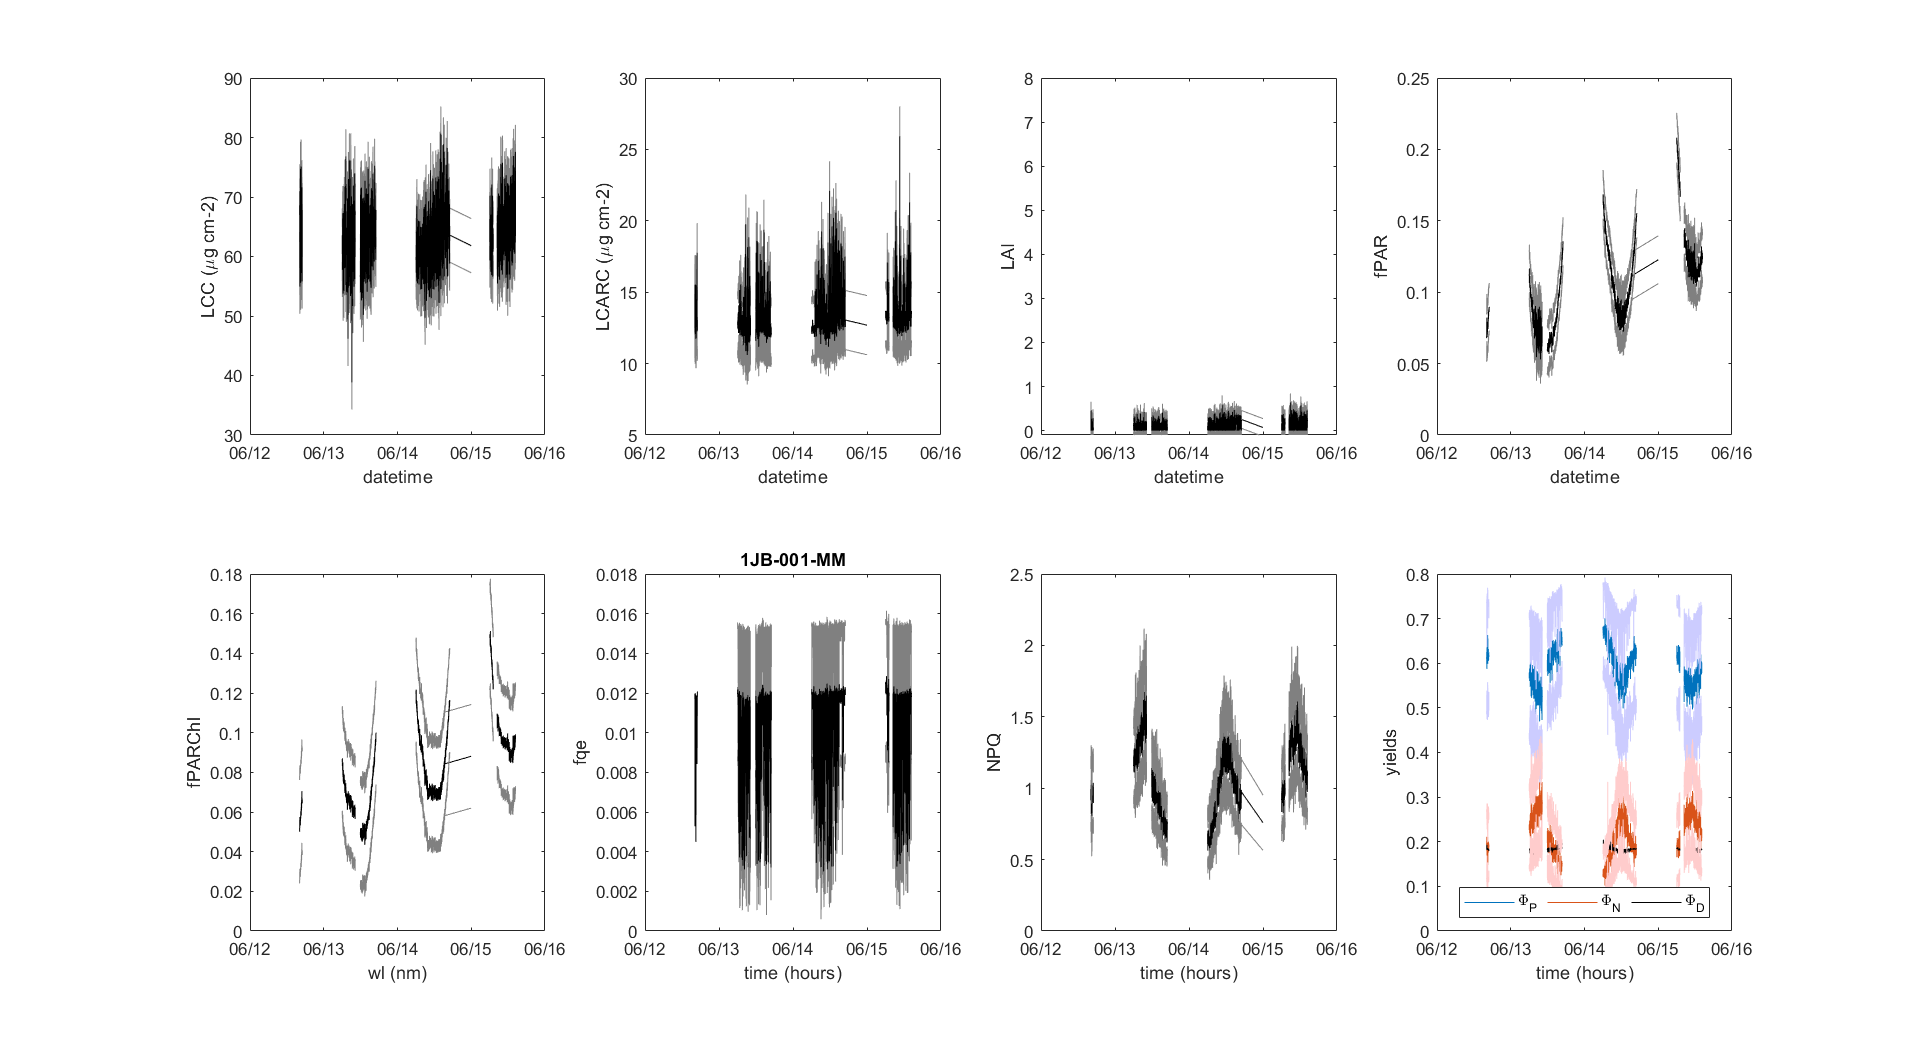 90
80
70
60
50
40
30
LCC (μg cm-2)
06/12 06/13 06/14 06/15 06/16
datetime
30
25
20
15
10
5
LCARC (μg cm-2)
06/12 06/13 06/14 06/15 06/16
datetime
8
7
6
5
4
3
2
1
0
LAI
06/12 06/13 06/14 06/15 06/16
datetime
0.25
0.2
0.15
0.1
0.05
0
fPAR
06/12 06/13 06/14 06/15 06/16
datetime
0.18
0.16
0.14
0.12
0.1
0.08
0.06
0.04
0.02
0
fPARChl
06/12 06/13 06/14 06/15 06/16
wl (nm)
1JB-001-MM
0.018
0.016
0.014
0.012
0.01
0.008
0.006
0.004
0.002
0
fqe
06/12 06/13 06/14 06/15 06/16
time (hours)
2.5
2
1.5
1
0.5
0
NPQ
06/12 06/13 06/14 06/15 06/16
time (hours)
0.8
0.7
0.6
0.5
0.4
0.3
0.2
0.1
0
yields
Φ_P Φ_N Φ_D
06/12 06/13 06/14 06/15 06/16
time (hours)